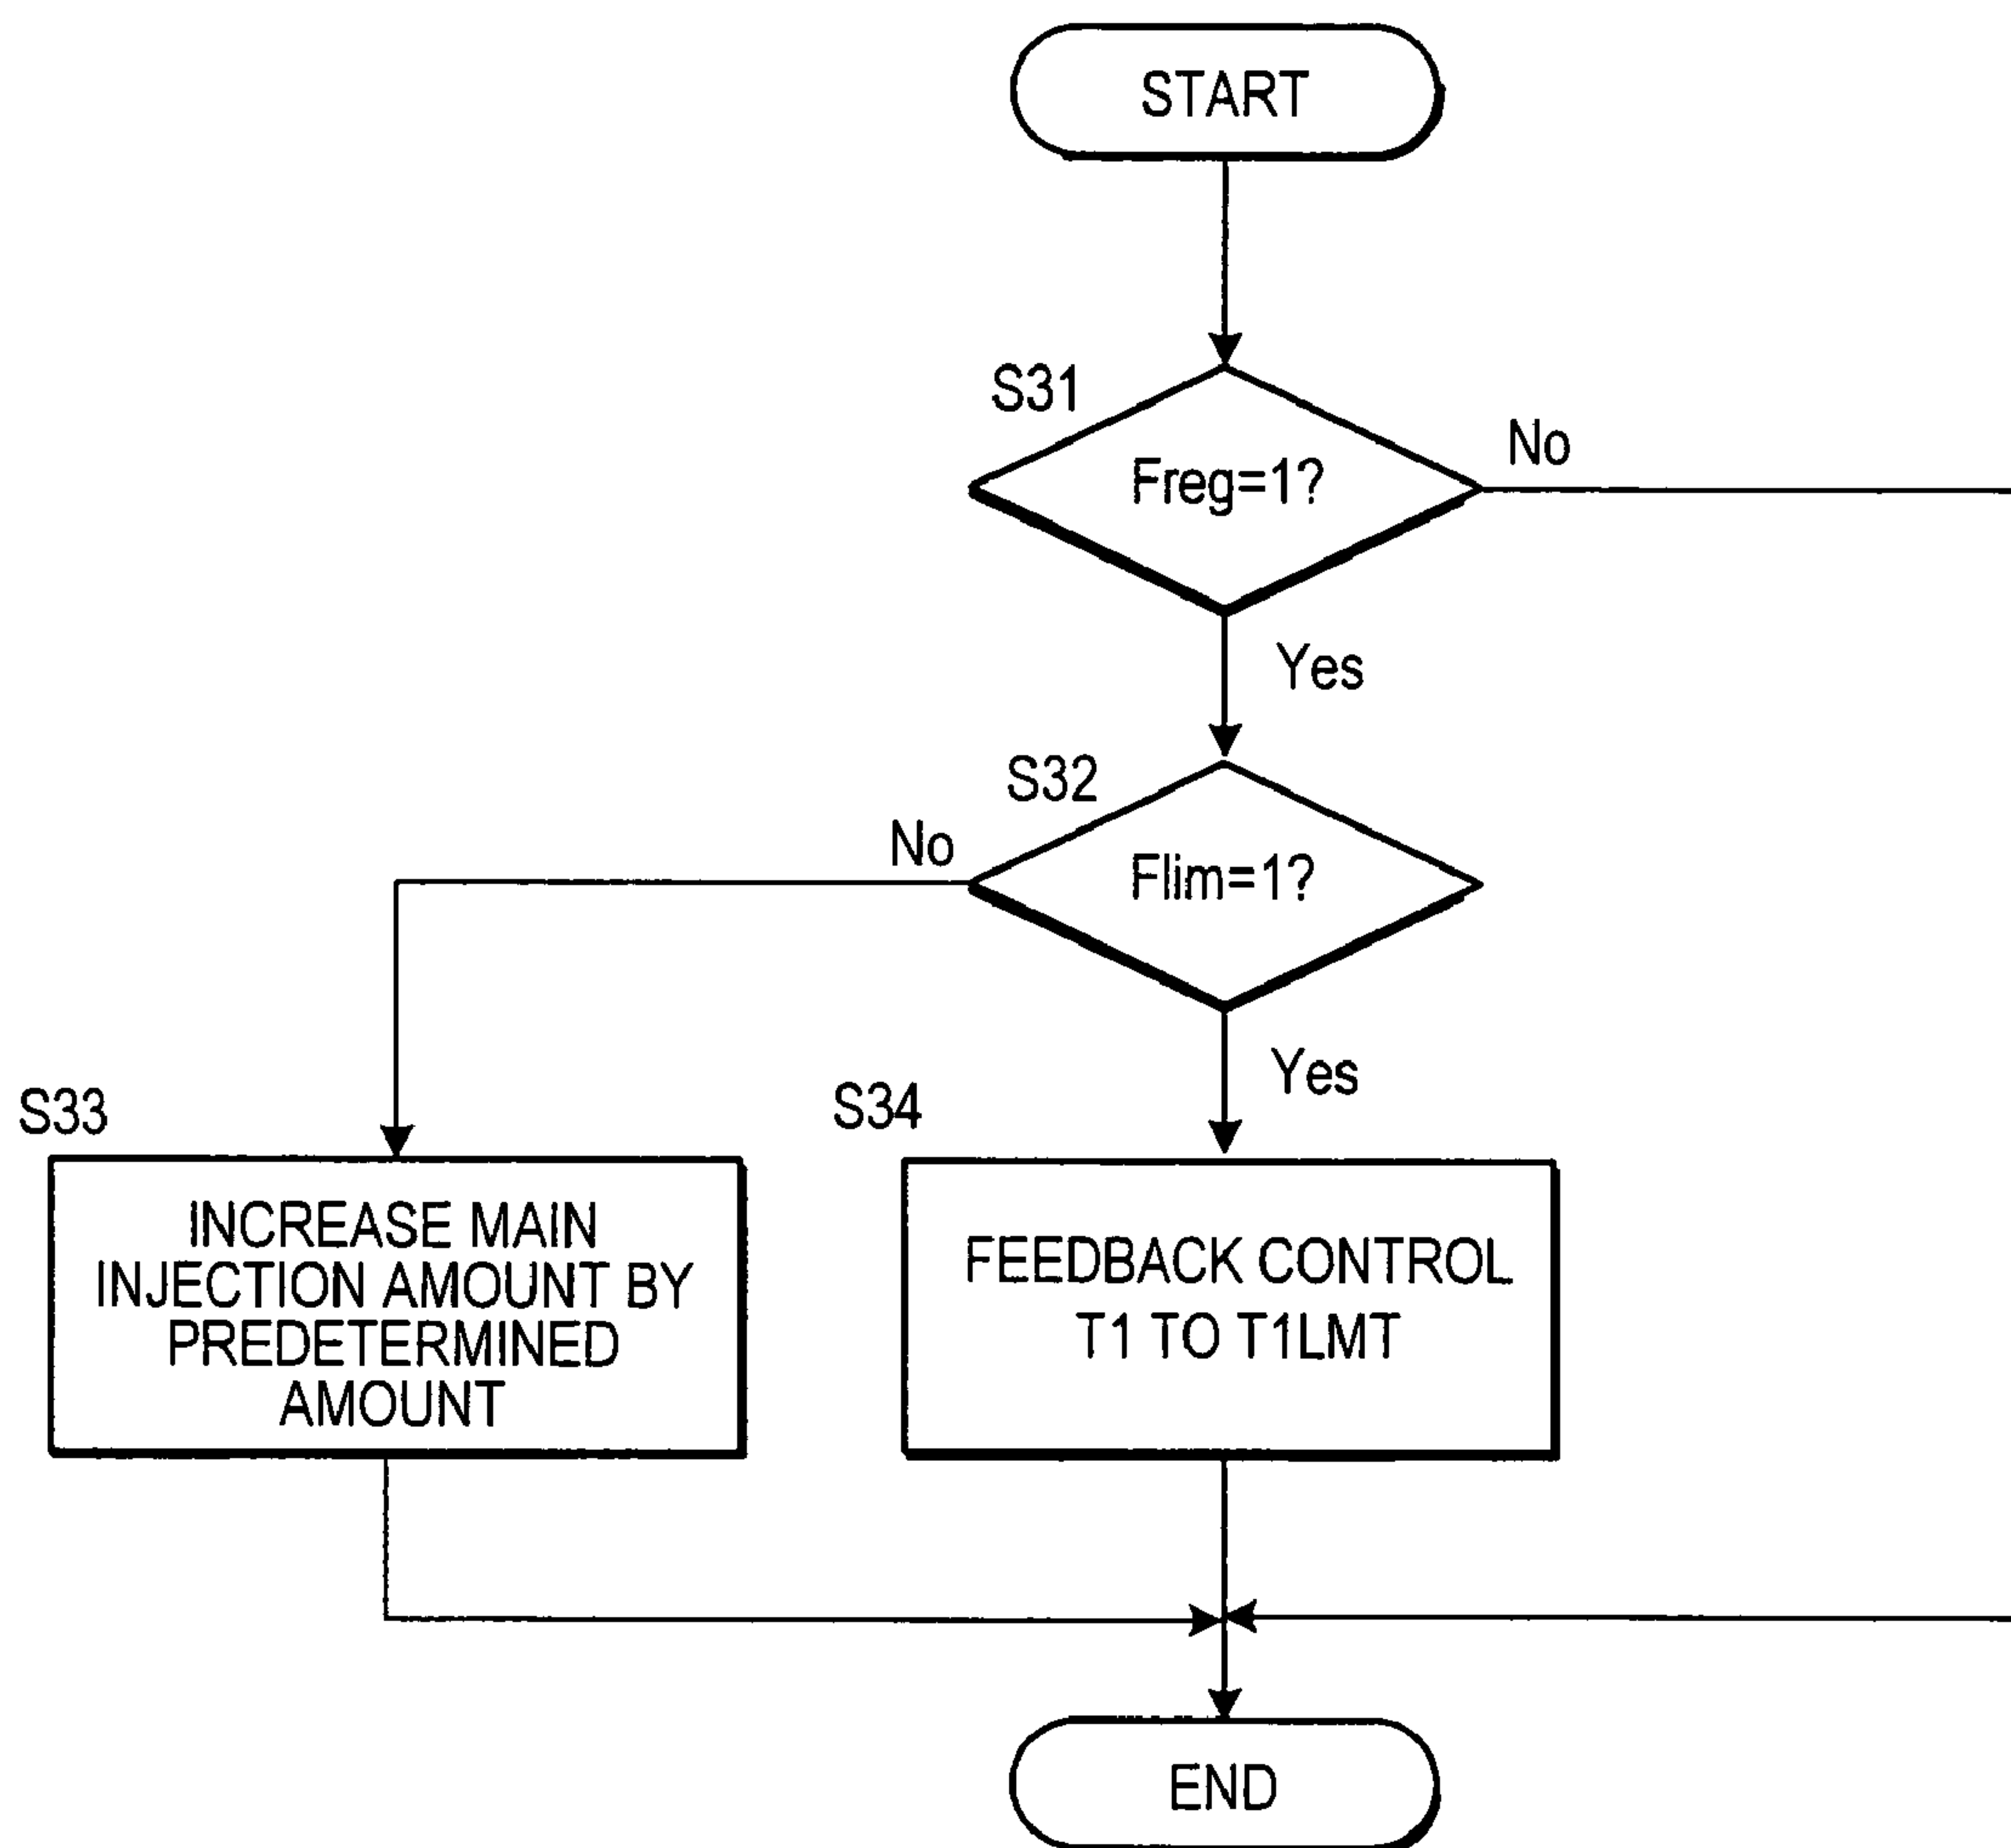 START
S31
Freg=1?
No
Yes
S32
No
Flim=1?
Yes
S33
S34
INCREASE MAIN
INJECTION AMOUNT BY
PREDETERMINED
AMOUNT
FEEDBACK CONTROL
T1 TO T1LMT
END